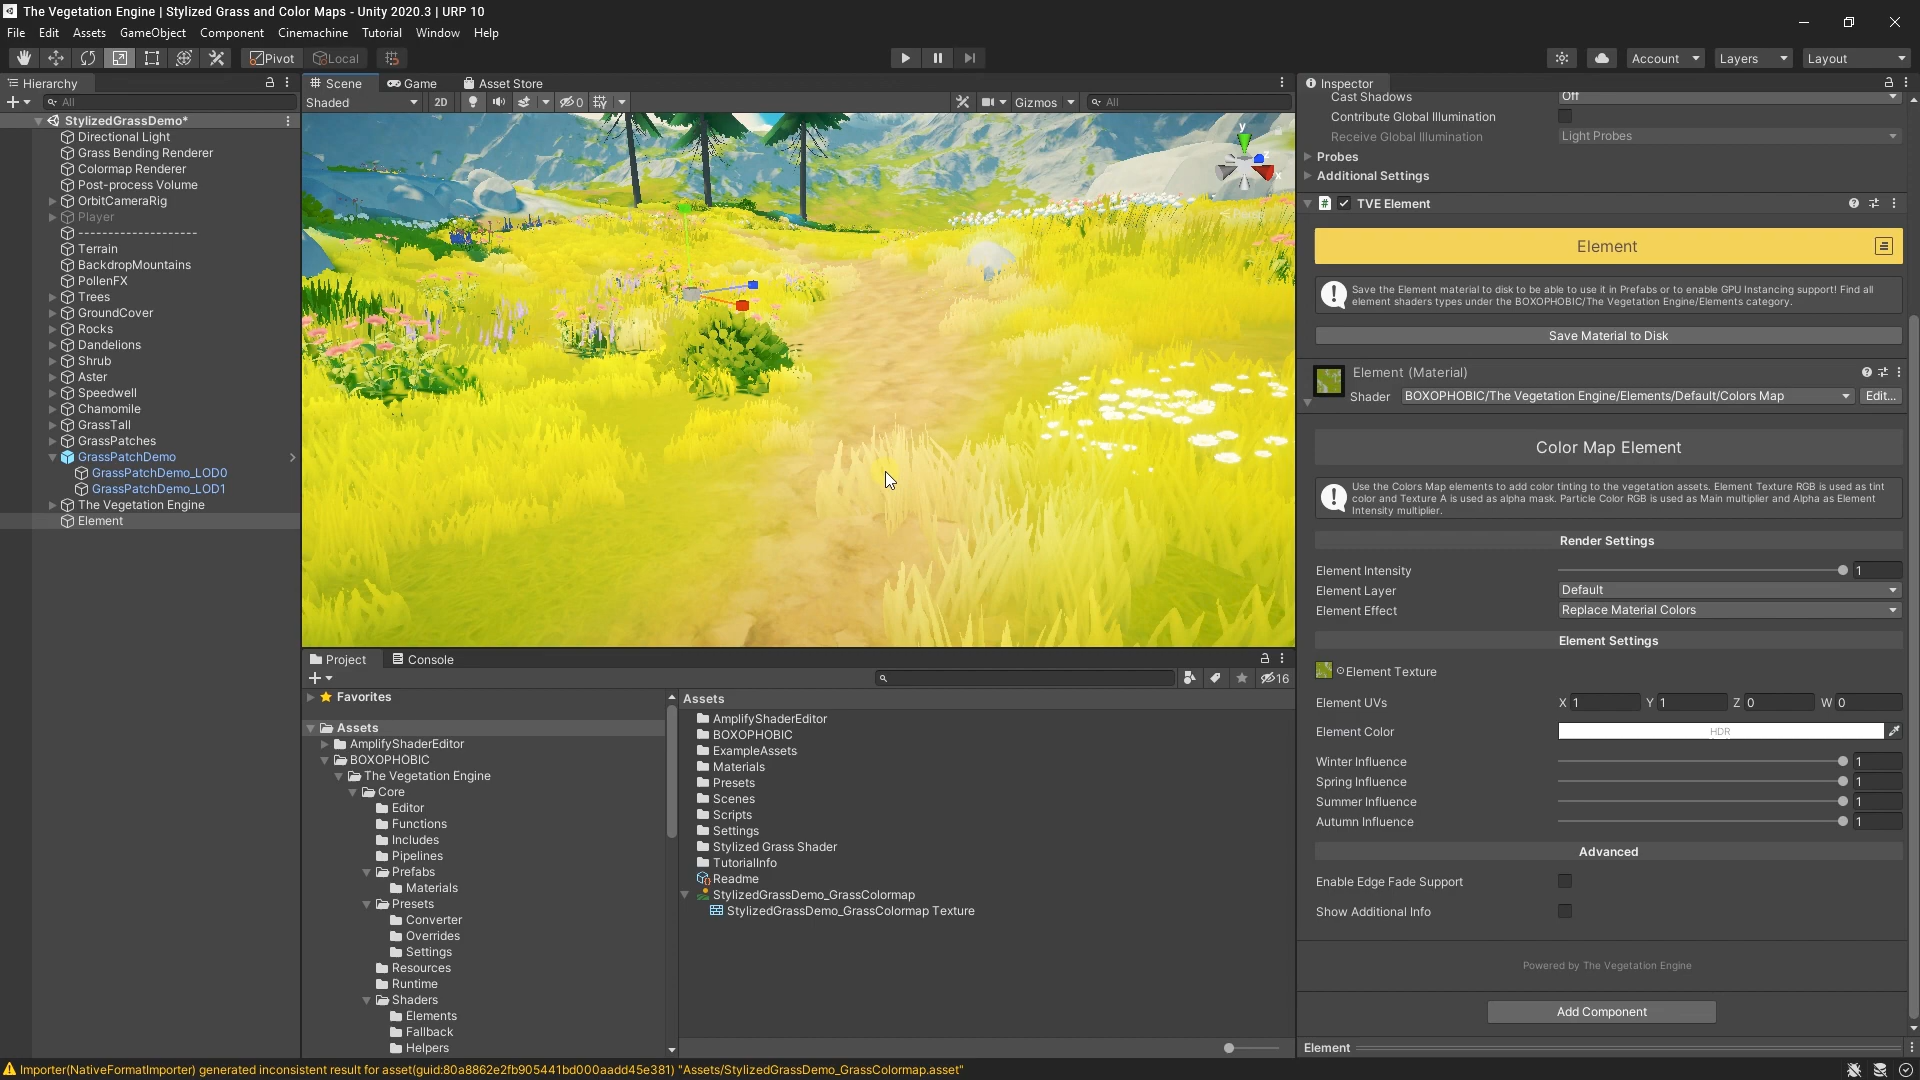 The Vegetation Engine | Stylized Grass and Color Maps - Unity 2020.3 | URP 10
File Edit Assets GameObject Component Cinemachine Tutorial Window Help
Pivot Local Account Layers Layout
Hierarchy
All
StylizedGrassDemo*
Directional Light
Grass Bending Renderer
Colormap Renderer
Post-process Volume
OrbitCameraRig
Player
--------------------
Terrain
BackdropMountains
PollenFX
Trees
GroundCover
Rocks
Dandelions
Shrub
Aster
Speedwell
Chamomile
GrassTall
GrassPatches
GrassPatchDemo
GrassPatchDemo_LOD0
GrassPatchDemo_LOD1
The Vegetation Engine
Element
Scene Game Asset Store
Shaded 2D 0 Gizmos All
y
x
Project Console
16
Favorites
Assets
AmplifyShaderEditor
BOXOPHOBIC
The Vegetation Engine
Core
Editor
Functions
Includes
Pipelines
Prefabs
Materials
Presets
Converter
Overrides
Settings
Resources
Runtime
Shaders
Elements
Fallback
Helpers
Assets
AmplifyShaderEditor
BOXOPHOBIC
ExampleAssets
Materials
Presets
Scenes
Scripts
Settings
Stylized Grass Shader
TutorialInfo
Readme
StylizedGrassDemo_GrassColormap
StylizedGrassDemo_GrassColormap Texture
Inspector
Cast Shadows Off
Contribute Global Illumination
Receive Global Illumination Light Probes
Probes
Additional Settings
# TVE Element
Element
Save the Element material to disk to be able to use it in Prefabs or to enable GPU Instancing support! Find all
element shaders types under the BOXOPHOBIC/The Vegetation Engine/Elements category.
Save Material to Disk
Element (Material)
Shader BOXOPHOBIC/The Vegetation Engine/Elements/Default/Colors Map Edit...
Color Map Element
Use the Colors Map elements to add color tinting to the vegetation assets. Element Texture RGB is used as tint
color and Texture A is used as alpha mask. Particle Color RGB is used as Main multiplier and Alpha as Element
Intensity multiplier.
Render Settings
Element Intensity 1
Element Layer Default
Element Effect Replace Material Colors
Element Settings
Element Texture
Element UVs X 1 Y 1 Z 0 W 0
Element Color HDR
Winter Influence 1
Spring Influence 1
Summer Influence 1
Autumn Influence 1
Advanced
Enable Edge Fade Support
Show Additional Info
Powered by The Vegetation Engine
Add Component
Element
Importer(NativeFormatImporter) generated inconsistent result for asset(guid:80a8862e2fb905441bd000aadd45e381) "Assets/StylizedGrassDemo_GrassColormap.asset"